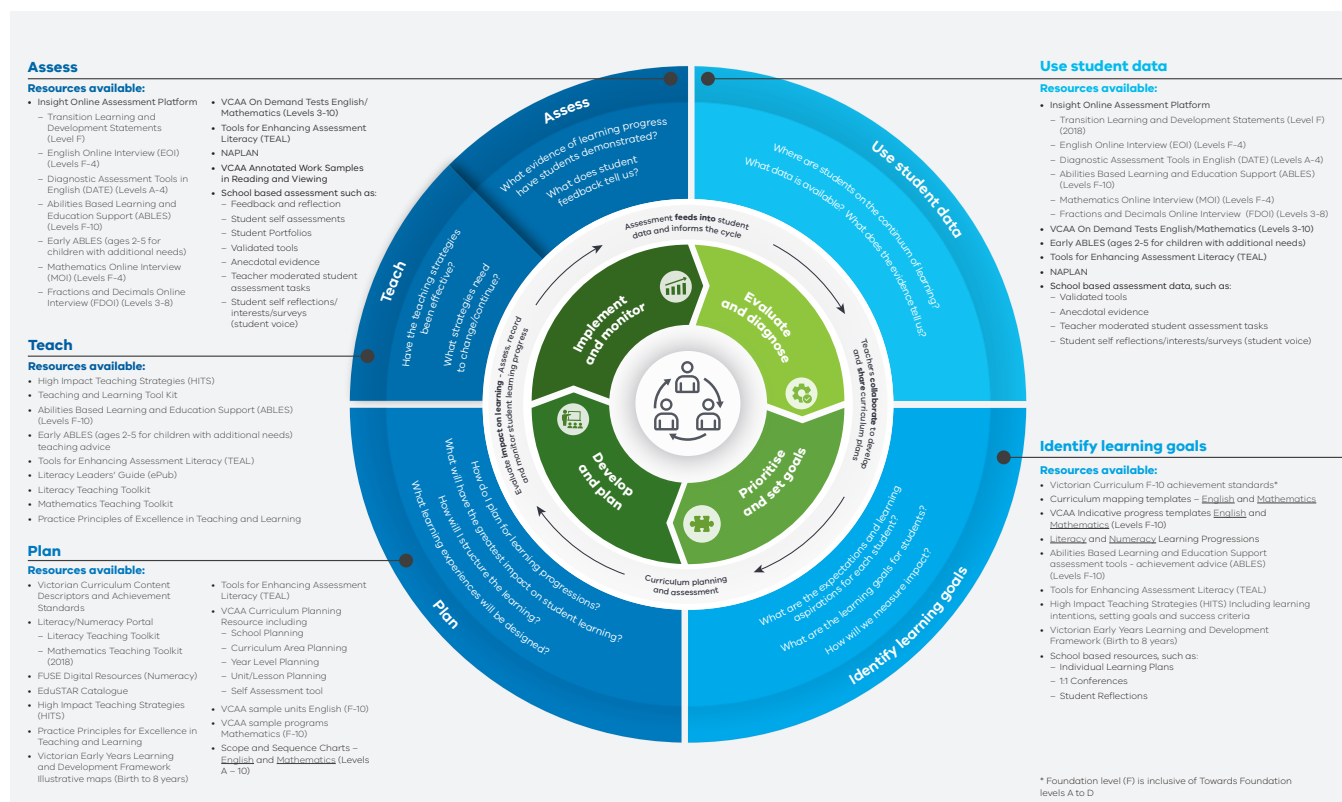 Assess
Resources available:
• Insight Online Assessment Platform
– Transition Learning and
Development Statements
(Level F)
– English Online Interview (EOI)
(Levels F-4)
– Diagnostic Assessment Tools in
English (DATE) (Levels A-4)
– Abilities Based Learning and
Education Support (ABLES)
(Levels F-10)
– Early ABLES (ages 2-5 for
children with additional needs)
– Mathematics Online Interview
(MOI) (Levels F-4)
– Fractions and Decimals Online
Interview (FDOI) (Levels 3-8)
• VCAA On Demand Tests English/
Mathematics (Levels 3-10)
• Tools for Enhancing Assessment
Literacy (TEAL)
• NAPLAN
• VCAA Annotated Work Samples
in Reading and Viewing
• School based assessment such as:
– Feedback and reflection
– Student self assessments
– Student Portfolios
– Validated tools
– Anecdotal evidence
– Teacher moderated student
assessment tasks
– Student self reflections/
interests/surveys
(student voice)
Teach
Resources available:
• High Impact Teaching Strategies (HITS)
• Teaching and Learning Tool Kit
• Abilities Based Learning and Education Support (ABLES)
(Levels F-10)
• Early ABLES (ages 2-5 for children with additional needs)
teaching advice
• Tools for Enhancing Assessment Literacy (TEAL)
• Literacy Leaders' Guide (ePub)
• Literacy Teaching Toolkit
• Mathematics Teaching Toolkit
• Practice Principles of Excellence in Teaching and Learning
Plan
Resources available:
• Victorian Curriculum Content
Descriptors and Achievement
Standards
• Literacy/Numeracy Portal
– Literacy Teaching Toolkit
– Mathematics Teaching Toolkit
(2018)
• FUSE Digital Resources (Numeracy)
• EduSTAR Catalogue
• High Impact Teaching Strategies
(HITS)
• Practice Principles for Excellence in
Teaching and Learning
• Victorian Early Years Learning
and Development Framework
Illustrative maps (Birth to 8 years)
• Tools for Enhancing Assessment
Literacy (TEAL)
• VCAA Curriculum Planning
Resource including
– School Planning
– Curriculum Area Planning
– Year Level Planning
– Unit/Lesson Planning
– Self Assessment tool
• VCAA sample units English (F-10)
• VCAA sample programs
Mathematics (F-10)
• Scope and Sequence Charts –
English and Mathematics (Levels
A – 10)
Assess
What evidence of learning progress
have students demonstrated?
What does student
feedback tell us?
Use student data
Where are students on the continuum of learning?
What data is available? What does the evidence tell us?
Teach
Have the teaching strategies
been effective?
What strategies need
to change/continue?
Assessment feeds into student
data and informs the cycle
Evaluate impact on learning - Assess, record
and monitor student learning progress
Teachers collaborate to develop
and share curriculum plans
Curriculum planning
and assessment
Implement
and monitor
Evaluate
and diagnose
Develop
and plan
Prioritise
and set goals
How do I plan for learning progressions?
What will have the greatest impact on student learning?
How will I structure the learning?
What learning experiences will be designed?
Plan
What are the expectations and learning
aspirations for each student?
What are the learning goals for students?
How will we measure impact?
Identify learning goals
Use student data
Resources available:
• Insight Online Assessment Platform
– Transition Learning and Development Statements (Level F)
(2018)
– English Online Interview (EOI) (Levels F-4)
– Diagnostic Assessment Tools in English (DATE) (Levels A-4)
– Abilities Based Learning and Education Support (ABLES)
(Levels F-10)
– Mathematics Online Interview (MOI) (Levels F-4)
– Fractions and Decimals Online Interview (FDOI) (Levels 3-8)
• VCAA On Demand Tests English/Mathematics (Levels 3-10)
• Early ABLES (ages 2-5 for children with additional needs)
• Tools for Enhancing Assessment Literacy (TEAL)
• NAPLAN
• School based assessment data, such as:
– Validated tools
– Anecdotal evidence
– Teacher moderated student assessment tasks
– Student self reflections/interests/surveys (student voice)
Identify learning goals
Resources available:
• Victorian Curriculum F-10 achievement standards*
• Curriculum mapping templates – English and Mathematics
• VCAA Indicative progress templates English and
Mathematics (Levels F-10)
• Literacy and Numeracy Learning Progressions
• Abilities Based Learning and Education Support
assessment tools - achievement advice (ABLES)
(Levels F-10)
• Tools for Enhancing Assessment Literacy (TEAL)
• High Impact Teaching Strategies (HITS) Including learning
intentions, setting goals and success criteria
• Victorian Early Years Learning and Development
Framework (Birth to 8 years)
• School based resources, such as:
– Individual Learning Plans
– 1:1 Conferences
– Student Reflections
* Foundation level (F) is inclusive of Towards Foundation
levels A to D